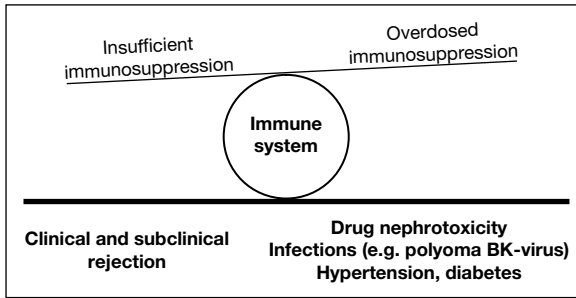 Insufficient
immunosuppression
Overdosed
immunosuppression
Immune
system
Clinical and subclinical
rejection
Drug nephrotoxicity
Infections (e.g. polyoma BK-virus)
Hypertension, diabetes